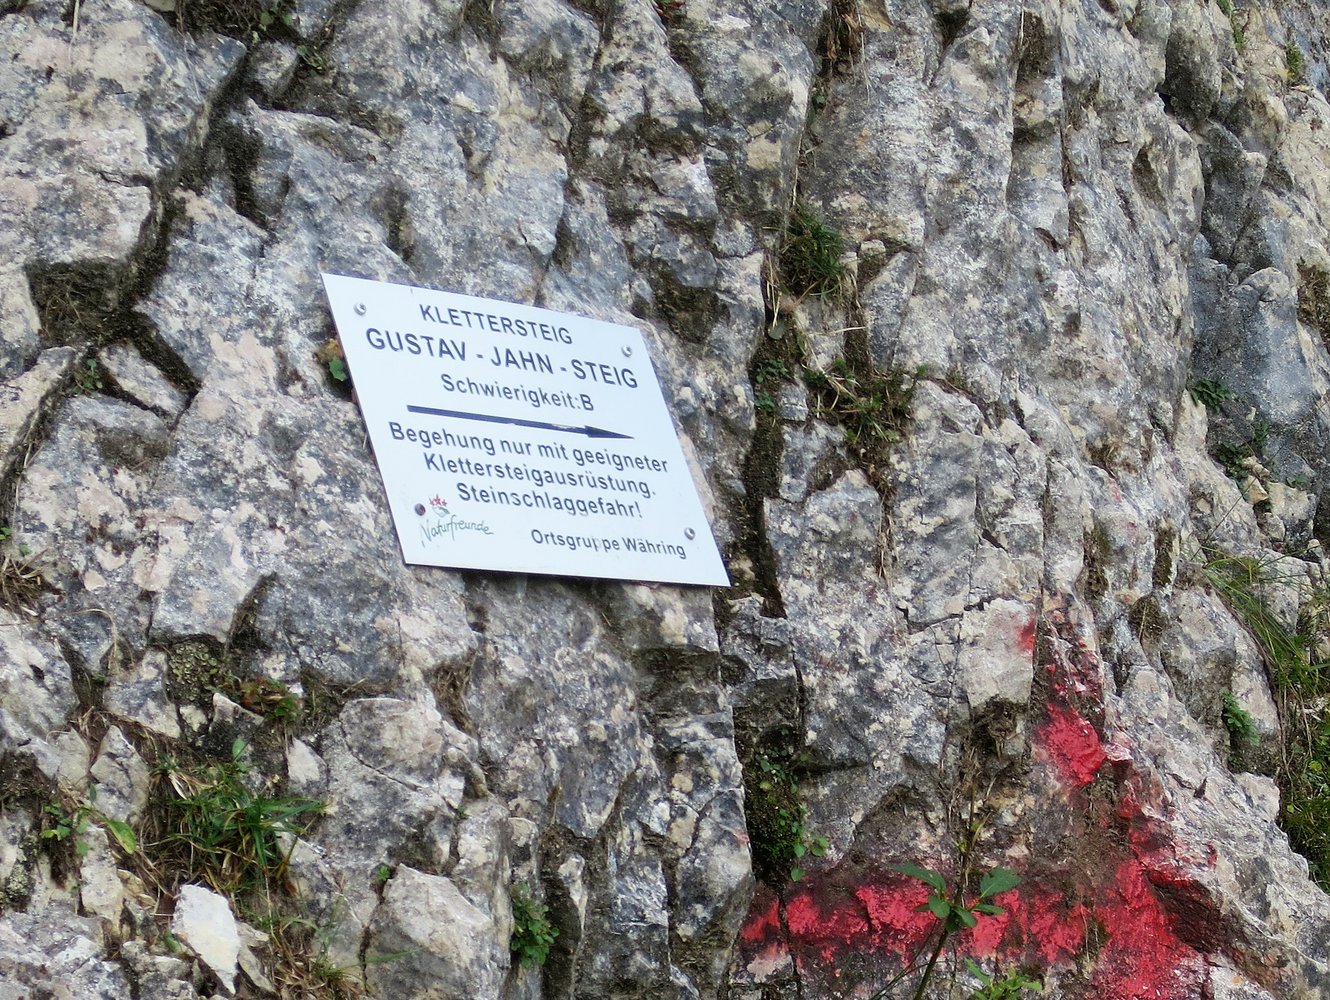 KLETTERSTEIG
GUSTAV - JAHN - STEIG
Schwierigkeit:B
Begehung nur mit geeigneter
Klettersteigausrüstung.
Steinschlaggefahr!
Naturfreunde
Ortsgruppe Währing